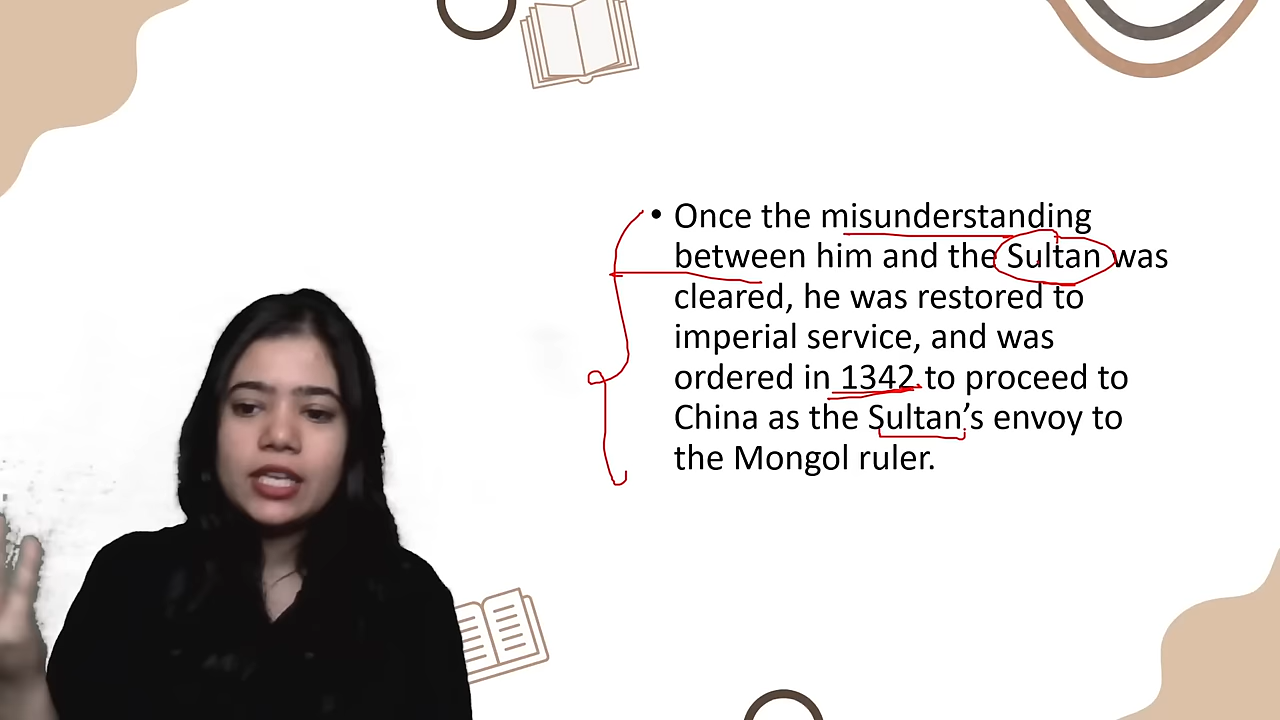 • Once the misunderstanding
between him and the Sultan was
cleared, he was restored to
imperial service, and was
ordered in 1342 to proceed to
China as the Sultan’s envoy to
the Mongol ruler.